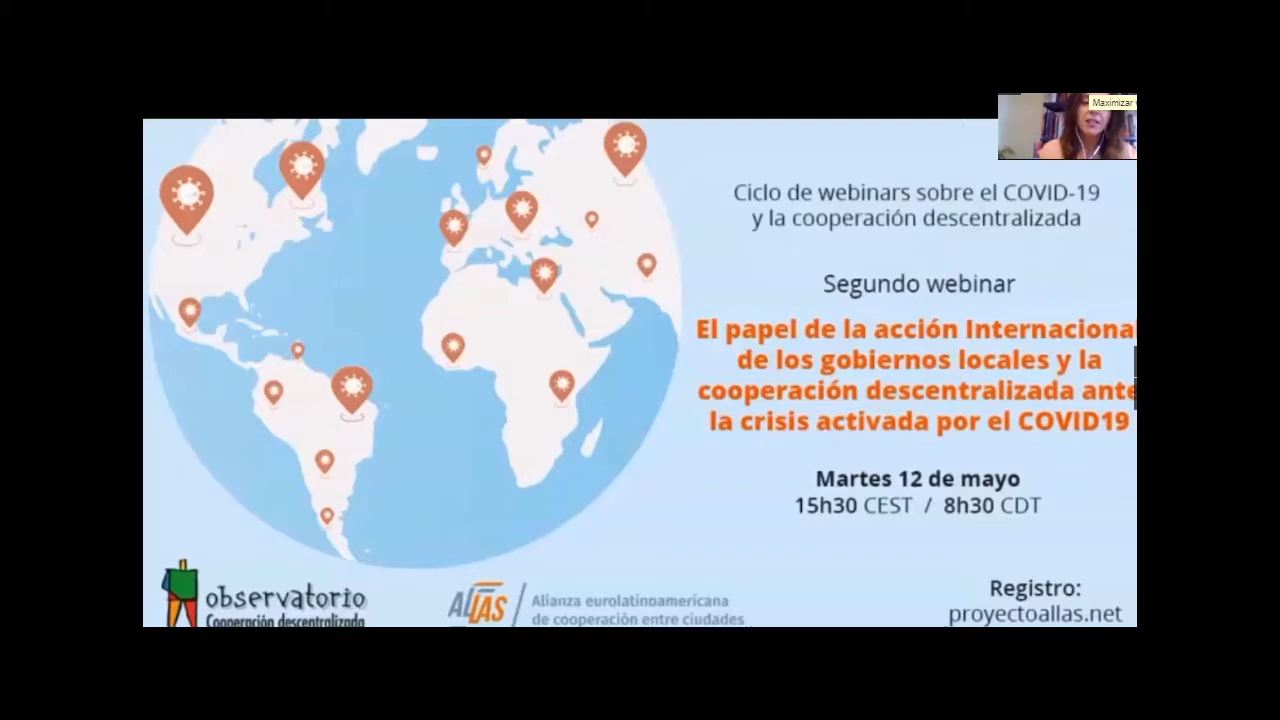 Maximizar
Ciclo de webinars sobre el COVID-19
y la cooperación descentralizada
Segundo webinar
El papel de la acción Internacional
de los gobiernos locales y la
cooperación descentralizada ante
la crisis activada por el COVID19
Martes 12 de mayo
15h30 CEST / 8h30 CDT
observatorio
Cooperación descentralizada
ALLAS
Alianza eurolatinoamericana
de cooperación entre ciudades
Registro:
proyectoallas.net